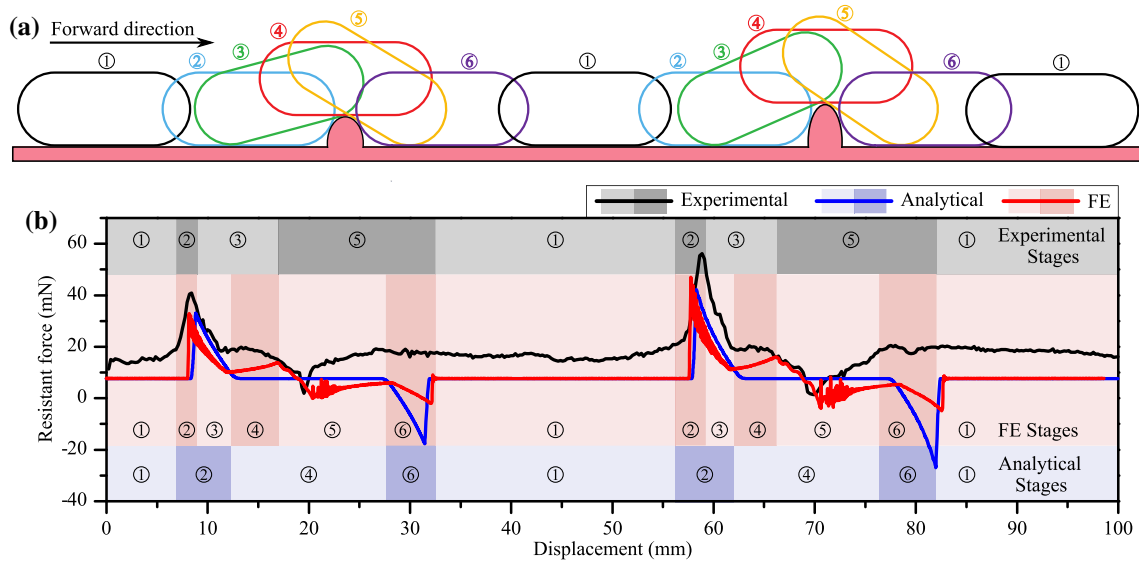 (a) Forward direction
① ② ③ ④ ⑤ ⑥ ① ② ③ ④ ⑤ ⑥ ①
(b) Experimental Analytical FE
Resistant force (mN)
60
40
20
0
-20
-40
① ② ③ ⑤ ① ② ③ ⑤ ① Experimental
Stages
① ② ③ ④ ⑤ ⑥ ① ② ③ ④ ⑤ ⑥ ① FE Stages
① ② ④ ⑥ ① ② ④ ⑥ ① Analytical
Stages
0 10 20 30 40 50 60 70 80 90 100
Displacement (mm)